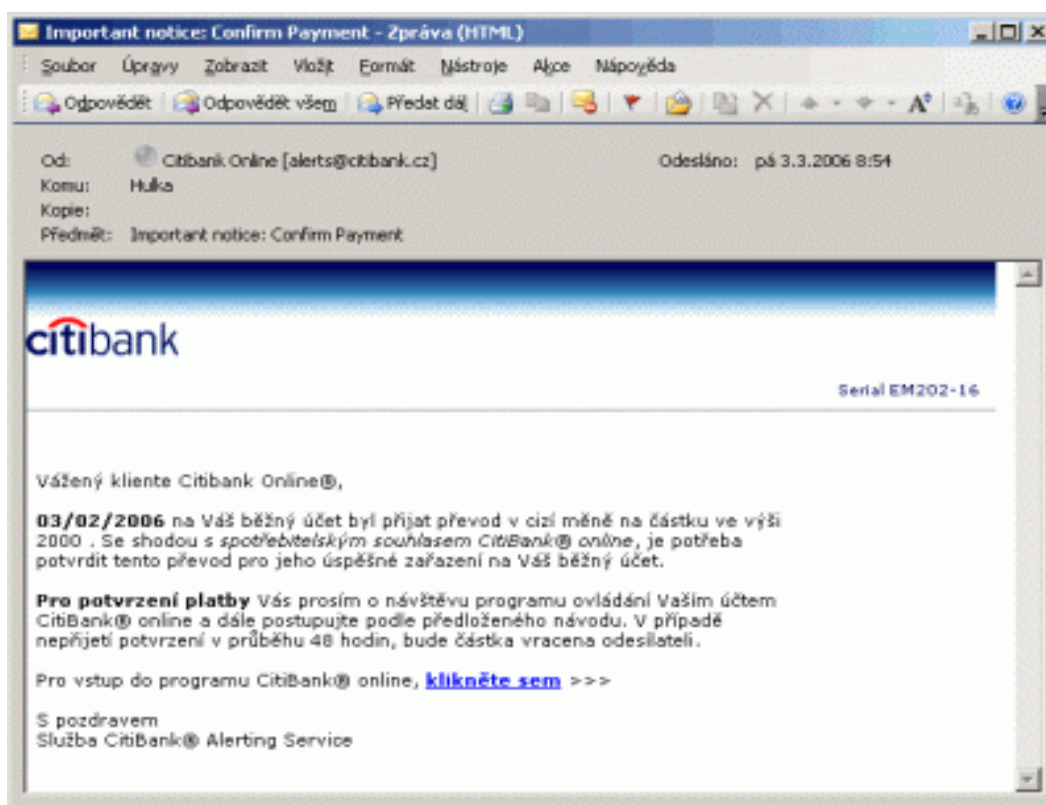 Important notice: Confirm Payment - Zpráva (HTML)
Soubor Úpravy Zobrazit Vložit Formát Nástroje Akce Nápověda
Odpovědět Odpovědět všem Předat dál
Od: Citibank Online [alerts@citibank.cz] Odesláno: pá 3.3.2006 8:54
Komu: Hulka
Kopie:
Předmět: Important notice: Confirm Payment
citibank
Serial EM202-16
Vážený kliente Citibank Online®,
03/02/2006 na Váš běžný účet byl přijat převod v cizí měně na částku ve výši
2000 . Se shodou s spotřebitelským souhlasem CitiBank® online, je potřeba
potvrdit tento převod pro jeho úspěšné zařazení na Váš běžný účet.
Pro potvrzení platby Vás prosím o návštěvu programu ovládání Vašim účtem
CitiBank® online a dále postupujte podle předloženého návodu. V případě
nepřijetí potvrzení v průběhu 48 hodin, bude částka vracena odesílateli.
Pro vstup do programu CitiBank® online, klikněte sem >>>
S pozdravem
Služba CitiBank® Alerting Service